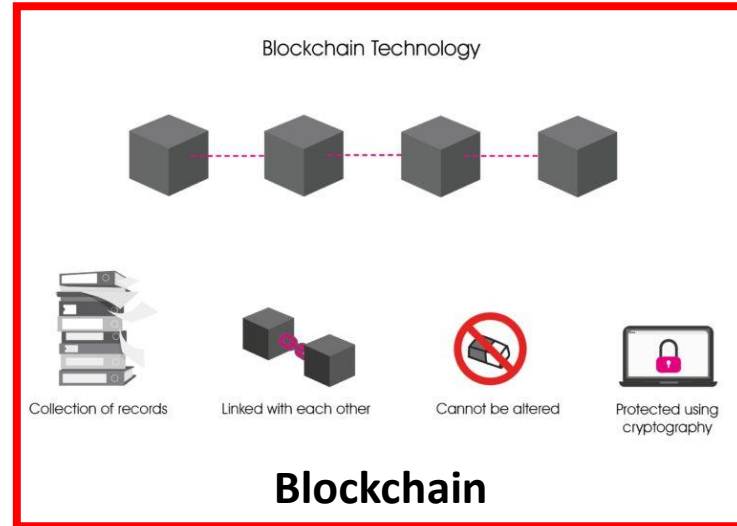 Blockchain Technology
Collection of records
Linked with each other
Cannot be altered
Protected using
cryptography
Blockchain